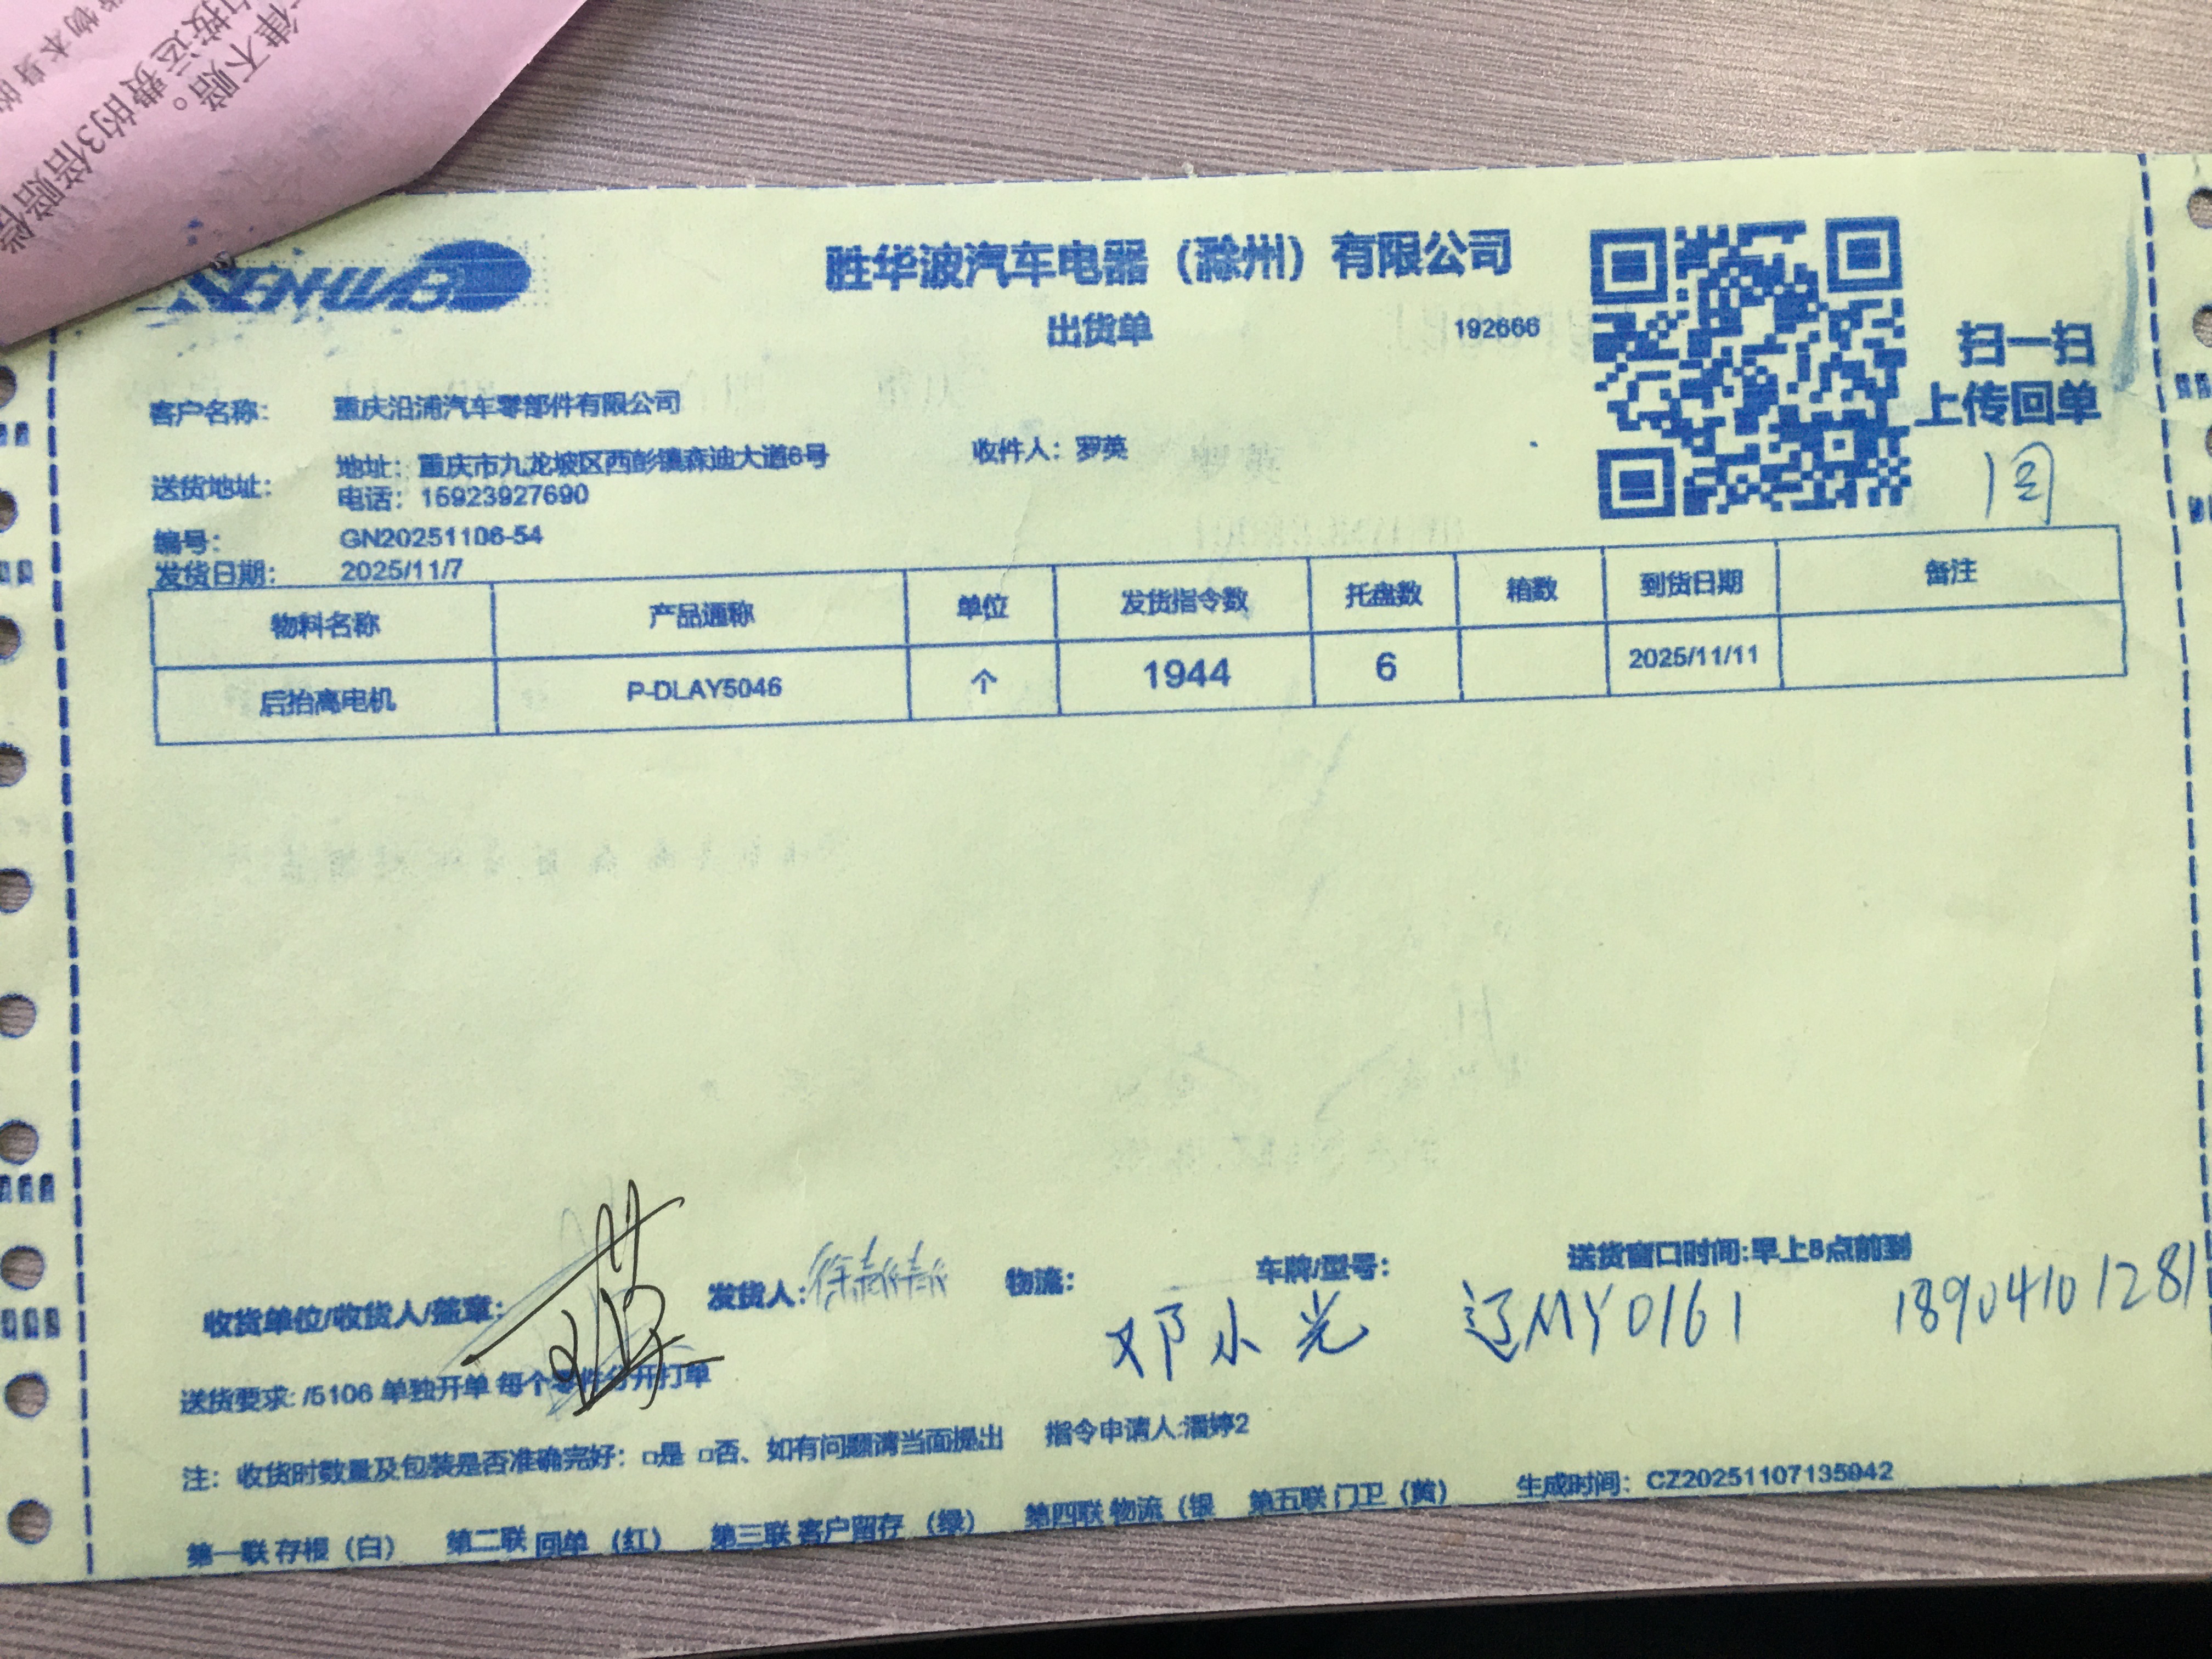 律不赔。
按运费的3倍赔偿
物本身的
SHENGHUABO
胜华波汽车电器（滁州）有限公司
出货单
192666
扫一扫
上传回单
客户名称： 重庆沿浦汽车零部件有限公司
送货地址： 地址：重庆市九龙坡区西彭镇森迪大道6号 收件人：罗英
电话：15923927690
编号： GN20251106-54
发货日期： 2025/11/7
物料名称 产品通称 单位 发货指令数 托盘数 箱数 到货日期 备注
后抬高电机 P-DLAY5046 个 1944 6 2025/11/11
收货单位/收货人/盖章： 发货人： 物流： 车牌/型号： 送货窗口时间:早上8点前到
邓小光 辽MY0161 18904101281
送货要求: /5106 单独开单 每个零件分开打单
注：收货时数量及包装是否准确完好：□是 □否、如有问题请当面提出 指令申请人:潘婷2
第一联 存根（白） 第二联 回单 （红） 第三联 客户留存 （绿） 第四联 物流（银 第五联 门卫（黄） 生成时间：CZ20251107135942